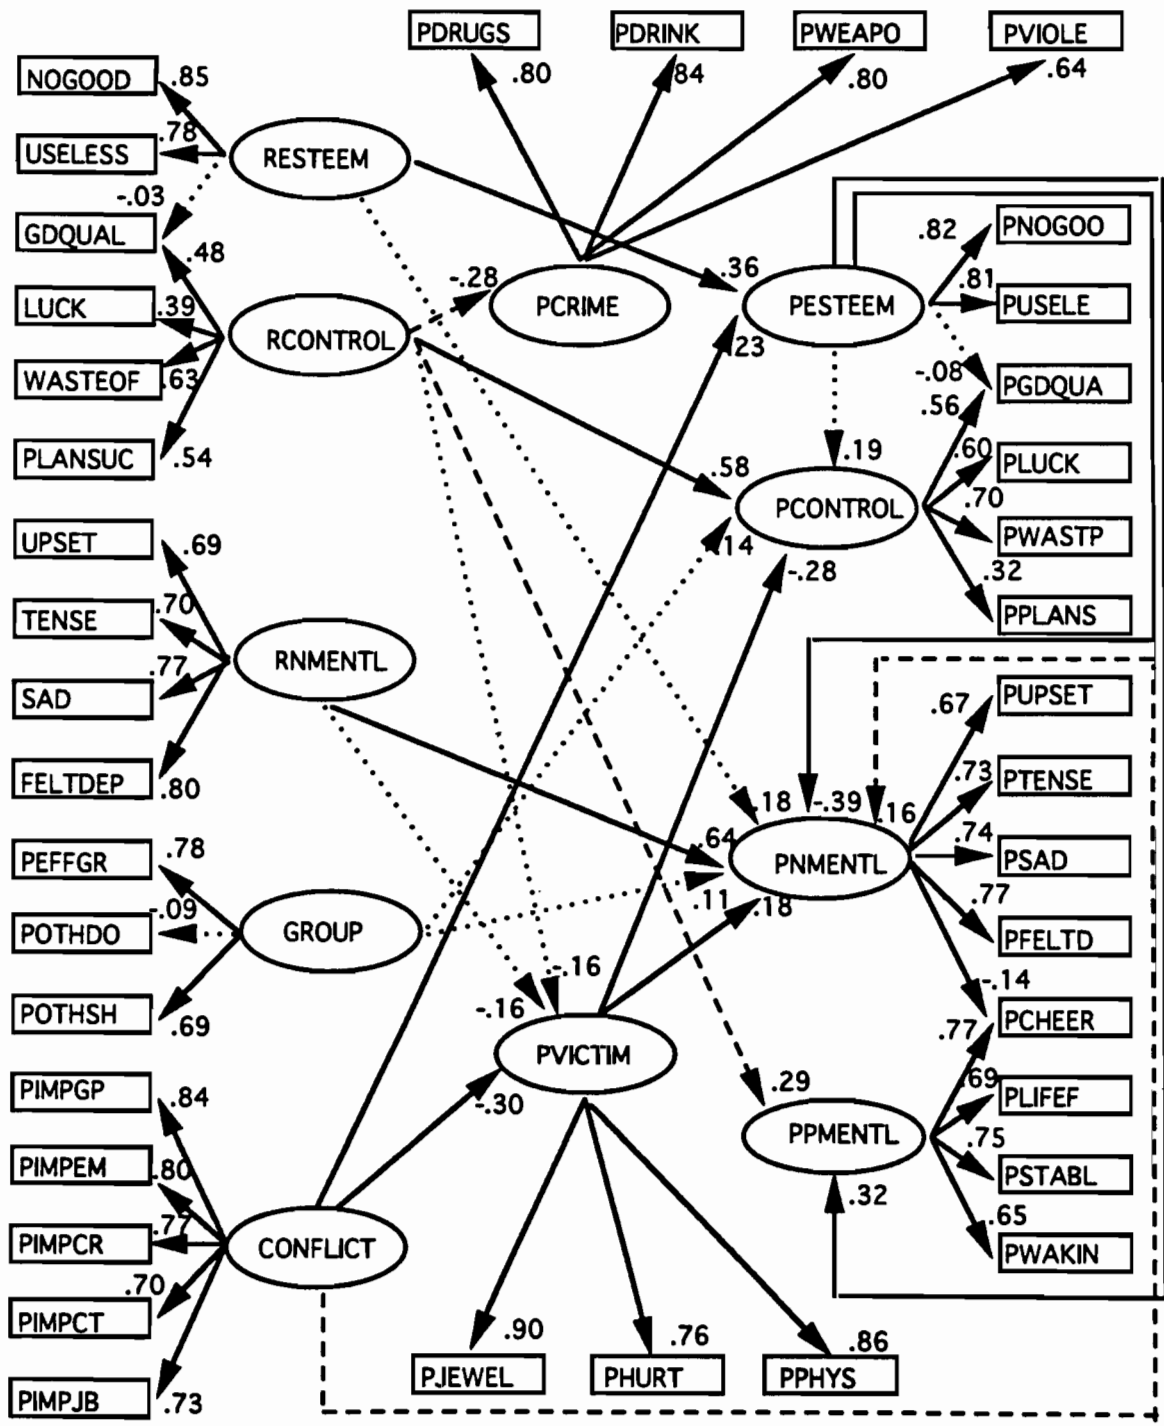 PDRUGS PDRINK PWEAPO PVIOLE
.80 .84 .80 .64
NOGOOD .85
USELESS .78 RESTEEM
-.03
GDQUAL .48
LUCK .39 RCONTROL -.28 PCRIME .36 PESTEEM .82 PNOGOO
.81 PUSELE
.23
WASTEOF .63 -.08 PGDQUA
.56
PLANSUC .54 .58 .19 .60 PLUCK
PCONTROL .70 PWASTP
.14 -.28 .32
UPSET .69 PPLANS
TENSE .70 RNMENTL
SAD .77 .67 PUPSET
FELTDEP .80 .73 PTENSE
.18 -.39 .16
PEFFGR .78 .64 PNMENTL .74 PSAD
POTHDO -.09 GROUP .11 .18 .77 PFELTD
POTHSH .69 -.16 -.16 -.14 PCHEER
PVICTIM .77
PIMPGP .84 -.30 .29 .69 PLIFEF
PIMPEM .80 PPMENTL .75 PSTABL
.32
PIMPCR .77 CONFLICT .65 PWAKIN
PIMPCT .70
.90 .76 .86
PIMPJB .73 PJEWEL PHURT PPHYS